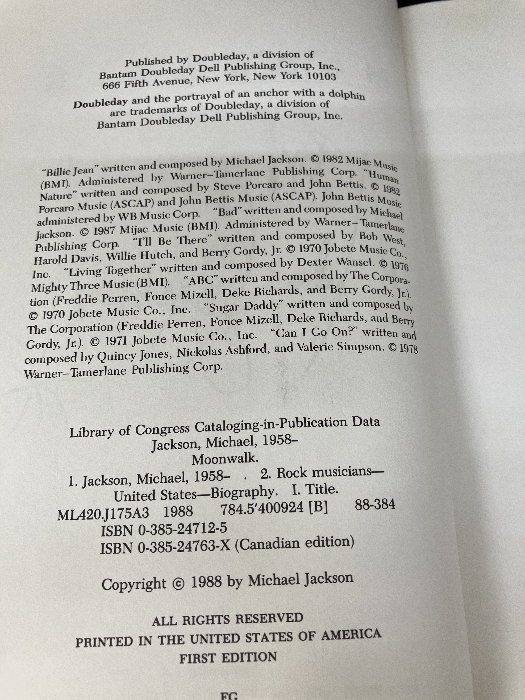 Published by Doubleday, a division of
Bantam Doubleday Dell Publishing Group, Inc.,
666 Fifth Avenue, New York, New York 10103
Doubleday and the portrayal of an anchor with a dolphin
are trademarks of Doubleday, a division of
Bantam Doubleday Dell Publishing Group, Inc.
"Billie Jean" written and composed by Michael Jackson. © 1982 Mijac Music
(BMI). Administered by Warner–Tamerlane Publishing Corp. "Human
Nature" written and composed by Steve Porcaro and John Bettis. © 1982
Porcaro Music (ASCAP) and John Bettis Music (ASCAP). John Bettis Music
administered by WB Music Corp. "Bad" written and composed by Michael
Jackson. © 1987 Mijac Music (BMI). Administered by Warner–Tamerlane
Publishing Corp. "I'll Be There" written and composed by Bob West,
Harold Davis, Willie Hutch, and Berry Gordy, Jr. © 1970 Jobete Music Co.,
Inc. "Living Together" written and composed by Dexter Wansel. © 1976
Mighty Three Music (BMI). "ABC" written and composed by The Corpora-
tion (Freddie Perren, Fonce Mizell, Deke Richards, and Berry Gordy, Jr.)
© 1970 Jobete Music Co., Inc. "Sugar Daddy" written and composed by
The Corporation (Freddie Perren, Fonce Mizell, Deke Richards, and Berry
Gordy, Jr.). © 1971 Jobete Music Co., Inc. "Can I Go On?" written and
composed by Quincy Jones, Nickolas Ashford, and Valerie Simpson. © 1978
Warner–Tamerlane Publishing Corp.
Library of Congress Cataloging-in-Publication Data
Jackson, Michael, 1958–
Moonwalk.
1. Jackson, Michael, 1958– . 2. Rock musicians—
United States—Biography. I. Title.
ML420.J175A3 1988 784.5'400924 [B] 88-384
ISBN 0-385-24712-5
ISBN 0-385-24763-X (Canadian edition)
Copyright © 1988 by Michael Jackson
ALL RIGHTS RESERVED
PRINTED IN THE UNITED STATES OF AMERICA
FIRST EDITION
FG